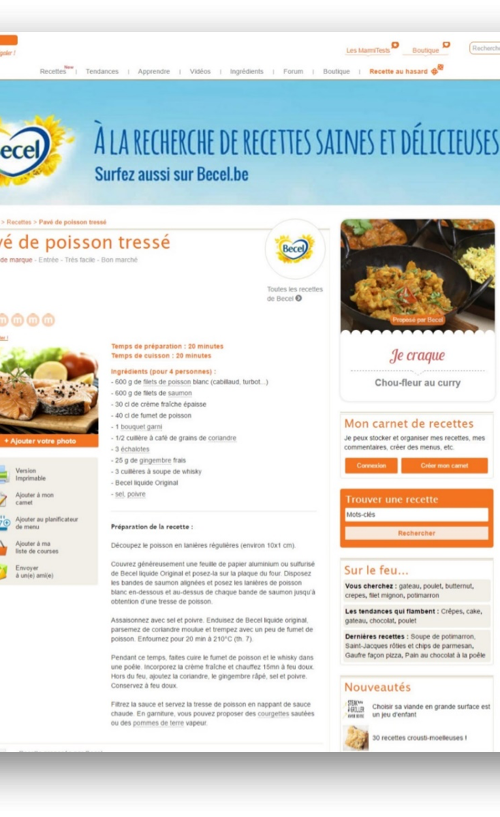 Les MarmiTests
Boutique
Recherche
Recettes
New
Tendances
Apprendre
Vidéos
Ingrédients
Forum
Boutique
Recette au hasard
ecel
À LA RECHERCHE DE RECETTES SAINES ET DÉLICIEUSES
Surfez aussi sur Becel.be
> Recettes > Pavé de poisson tressé
vé de poisson tressé
de marque - Entrée - Très facile - Bon marché
Becel
Toutes les recettes
de Becel
m m m m
Temps de préparation : 20 minutes
Temps de cuisson : 20 minutes
Ingrédients (pour 4 personnes) :
- 600 g de filets de poisson blanc (cabillaud, turbot...)
- 600 g de filets de saumon
- 30 cl de crème fraîche épaisse
- 40 cl de fumet de poisson
- 1 bouquet garni
- 1/2 cuillère à café de grains de coriandre
- 3 échalotes
- 25 g de gingembre frais
- 3 cuillères à soupe de whisky
- Becel liquide Original
- sel, poivre
+ Ajouter votre photo
Version
Imprimable
Ajouter à mon
carnet
Ajouter au planificateur
de menu
Ajouter à ma
liste de courses
Envoyer
à un(e) ami(e)
Préparation de la recette :
Découpez le poisson en lanières régulières (environ 10x1 cm).
Couvrez généreusement une feuille de papier aluminium ou sulfurisé
de Becel liquide Original et posez-la sur la plaque du four. Disposez
les bandes de saumon alignées et posez les lanières de poisson
blanc en-dessous et au-dessus de chaque bande de saumon jusqu'à
obtention d'une tresse de poisson.
Assaisonnez avec sel et poivre. Enduisez de Becel liquide original,
parsemez de coriandre moulue et trempez avec un peu de fumet de
poisson. Enfournez pour 20 min à 210°C (th. 7).
Pendant ce temps, faites cuire le fumet de poisson et le whisky dans
une poêle. Incorporez la crème fraîche et chauffez 15mn à feu doux.
Hors du feu, ajoutez la coriandre, le gingembre râpé, sel et poivre.
Conservez à feu doux.
Filtrez la sauce et servez la tresse de poisson en nappant de sauce
chaude. En garniture, vous pouvez proposer des courgettes sautées
ou des pommes de terre vapeur.
Proposé par Becel
Je craque
Chou-fleur au curry
Mon carnet de recettes
Je peux stocker et organiser mes recettes, mes
commentaires, créer des menus, etc.
Connexion
Créer mon carnet
Trouver une recette
Mots-clés
Rechercher
Sur le feu...
Vous cherchez : gateau, poulet, butternut,
crepes, filet mignon, potimarron
Les tendances qui flambent : Crêpes, cake,
gateau, chocolat, poulet
Dernières recettes : Soupe de potimarron,
Saint-Jacques rôties et chips de parmesan,
Gaufre façon pizza, Pain au chocolat à la poêle
Nouveautés
Choisir sa viande en grande surface est
un jeu d'enfant
30 recettes crousti-moelleuses !